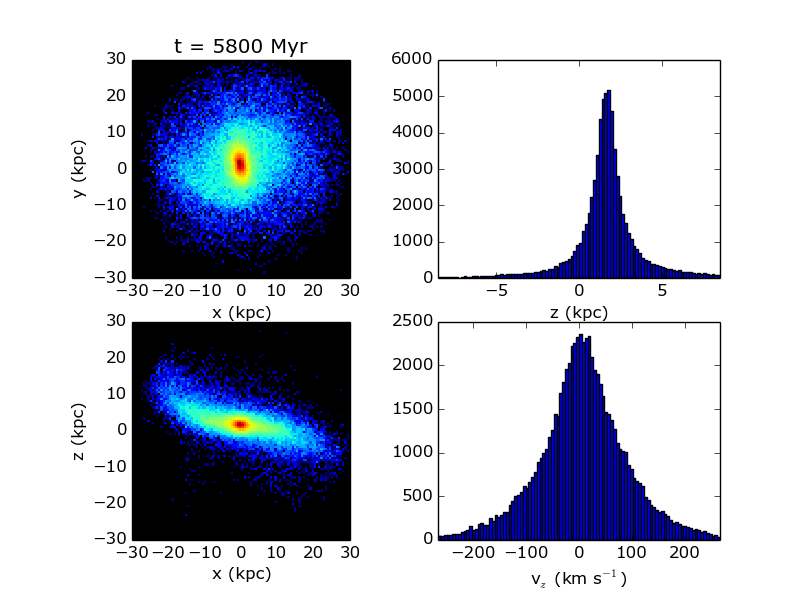 t = 5800 Myr
30
20
10
0
−10
−20
−30
y (kpc)
−30 −20 −10 0 10 20 30
x (kpc)
6000
5000
4000
3000
2000
1000
0
−5 0 5
z (kpc)
30
20
10
0
−10
−20
−30
z (kpc)
−30 −20 −10 0 10 20 30
x (kpc)
2500
2000
1500
1000
500
0
−200 −100 0 100 200
v_z (km s⁻¹)